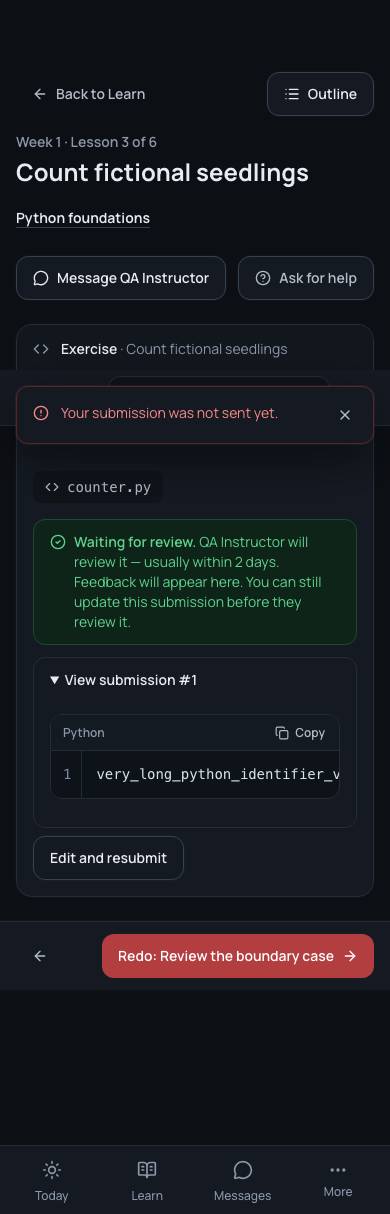 Back to Learn
Outline
Week 1 · Lesson 3 of 6
Count fictional seedlings
Python foundations
Message QA Instructor
Ask for help
Exercise · Count fictional seedlings
Your submission was not sent yet.
counter.py
Waiting for review. QA Instructor will
review it — usually within 2 days.
Feedback will appear here. You can still
update this submission before they
review it.
View submission #1
Python
Copy
1
very_long_python_identifier_v
Edit and resubmit
Redo: Review the boundary case
Today
Learn
Messages
More